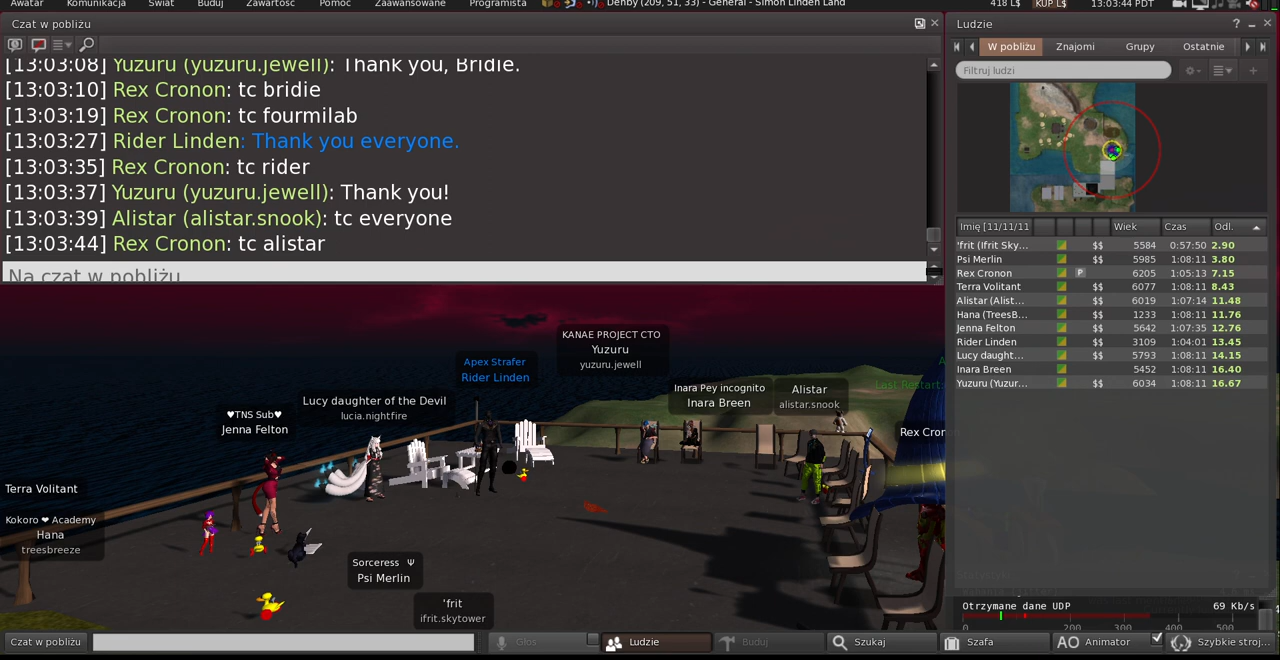 Awatar Komunikacja Świat Buduj Zawartość Pomoc Zaawansowane Programista Denby (209, 51, 33) - General - Simon Linden Land 418 L$ KUP L$ 13:03:44 PDT
Czat w pobliżu
[13:03:08] Yuzuru (yuzuru.jewell): Thank you, Bridie.
[13:03:10] Rex Cronon: tc bridie
[13:03:19] Rex Cronon: tc fourmilab
[13:03:27] Rider Linden: Thank you everyone.
[13:03:35] Rex Cronon: tc rider
[13:03:37] Yuzuru (yuzuru.jewell): Thank you!
[13:03:39] Alistar (alistar.snook): tc everyone
[13:03:44] Rex Cronon: tc alistar
Na czat w pobliżu
KANAE PROJECT CTO
Yuzuru
yuzuru.jewell
Apex Strafer
Rider Linden
Inara Pey incognito
Inara Breen
Alistar
alistar.snook
Last Restart:
Lucy daughter of the Devil
lucia.nightfire
♥TNS Sub♥
Jenna Felton
Rex Cron
Terra Volitant
Kokoro ❤ Academy
Hana
treesbreeze
Sorceress Ψ
Psi Merlin
'frit
ifrit.skytower
Ludzie
W pobliżu Znajomi Grupy Ostatnie
Filtruj ludzi
Imię [11/11/11 Wiek Czas Odl.
'frit (Ifrit Sky... $$ 5584 0:57:50 2.90
Psi Merlin $$ 5985 1:08:11 3.80
Rex Cronon P 6205 1:05:13 7.15
Terra Volitant $$ 6077 1:08:11 8.43
Alistar (Alist... $$ 6019 1:07:14 11.48
Hana (TreesB... $$ 1233 1:08:11 11.76
Jenna Felton $$ 5642 1:07:35 12.76
Rider Linden $$ 3109 1:04:01 13.45
Lucy daught... $$ 5793 1:08:11 14.15
Inara Breen 5452 1:08:11 16.40
Yuzuru (Yuzur... $$ 6034 1:08:11 16.67
Otrzymane dane UDP 69 Kb/s
0 200 300 400 500
Czat w pobliżu Głos Ludzie Buduj Szukaj Szafa AO Animator Szybkie stroj...